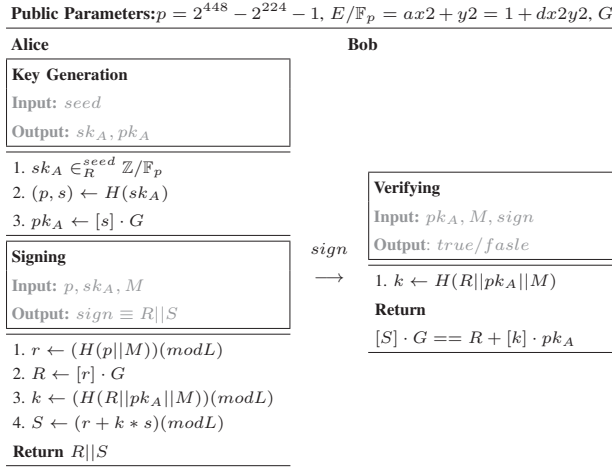 Public Parameters:p = 2^448 − 2^224 − 1, E/𝔽_p = ax2 + y2 = 1 + dx2y2, G
Alice
Bob
Key Generation
Input: seed
Output: sk_A, pk_A
1. sk_A ∈_R^seed ℤ/𝔽_p
2. (p, s) ← H(sk_A)
3. pk_A ← [s] · G
Signing
Input: p, sk_A, M
Output: sign ≡ R||S
1. r ← (H(p||M))(modL)
2. R ← [r] · G
3. k ← (H(R||pk_A||M))(modL)
4. S ← (r + k * s)(modL)
Return R||S
sign
⟶
Verifying
Input: pk_A, M, sign
Output: true/fasle
1. k ← H(R||pk_A||M)
Return
[S] · G == R + [k] · pk_A